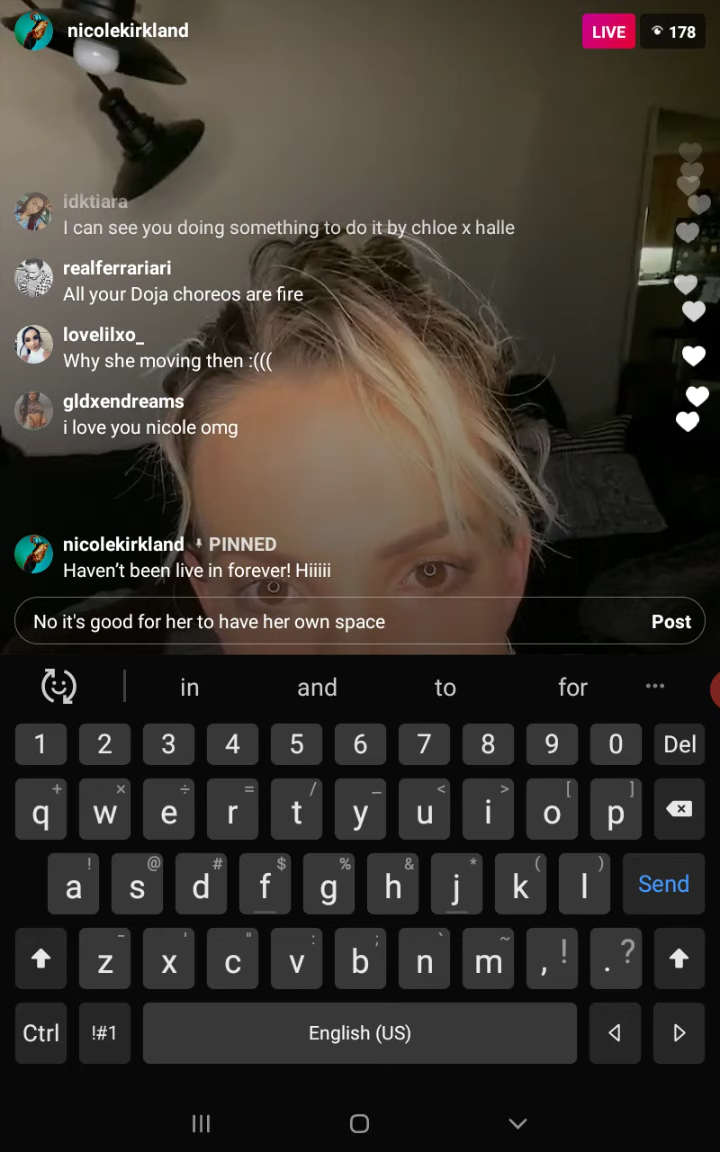 nicolekirkland
LIVE 178
idktiara
I can see you doing something to do it by chloe x halle
realferrariari
All your Doja choreos are fire
lovelilxo_
Why she moving then :(((
gldxendreams
i love you nicole omg
nicolekirkland PINNED
Haven't been live in forever! Hiiiii
No it's good for her to have her own space Post
in and to for ...
1 2 3 4 5 6 7 8 9 0 Del
+ × ÷ = / _ < > [ ]
q w e r t y u i o p
! @ # $ % & * ( )
a s d f g h j k l Send
- ' " : ; ` ~ ! ?
z x c v b n m , .
Ctrl !#1 English (US)